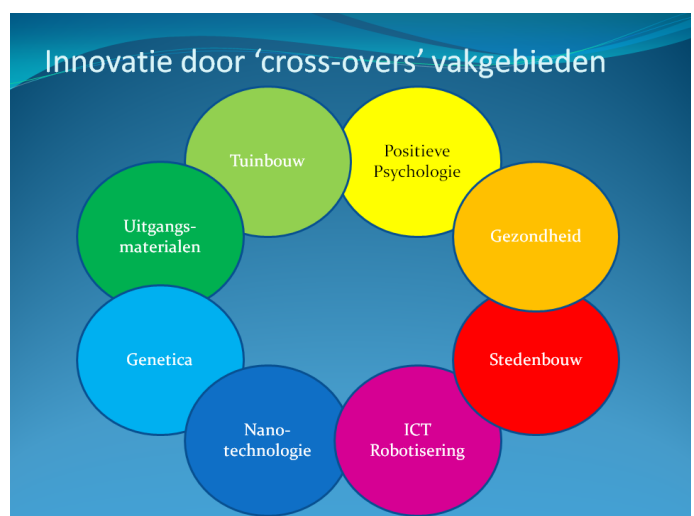 Innovatie door ‘cross-overs’ vakgebieden
Tuinbouw
Positieve
Psychologie
Uitgangs-
materialen
Gezondheid
Genetica
Stedenbouw
Nano-
technologie
ICT
Robotisering